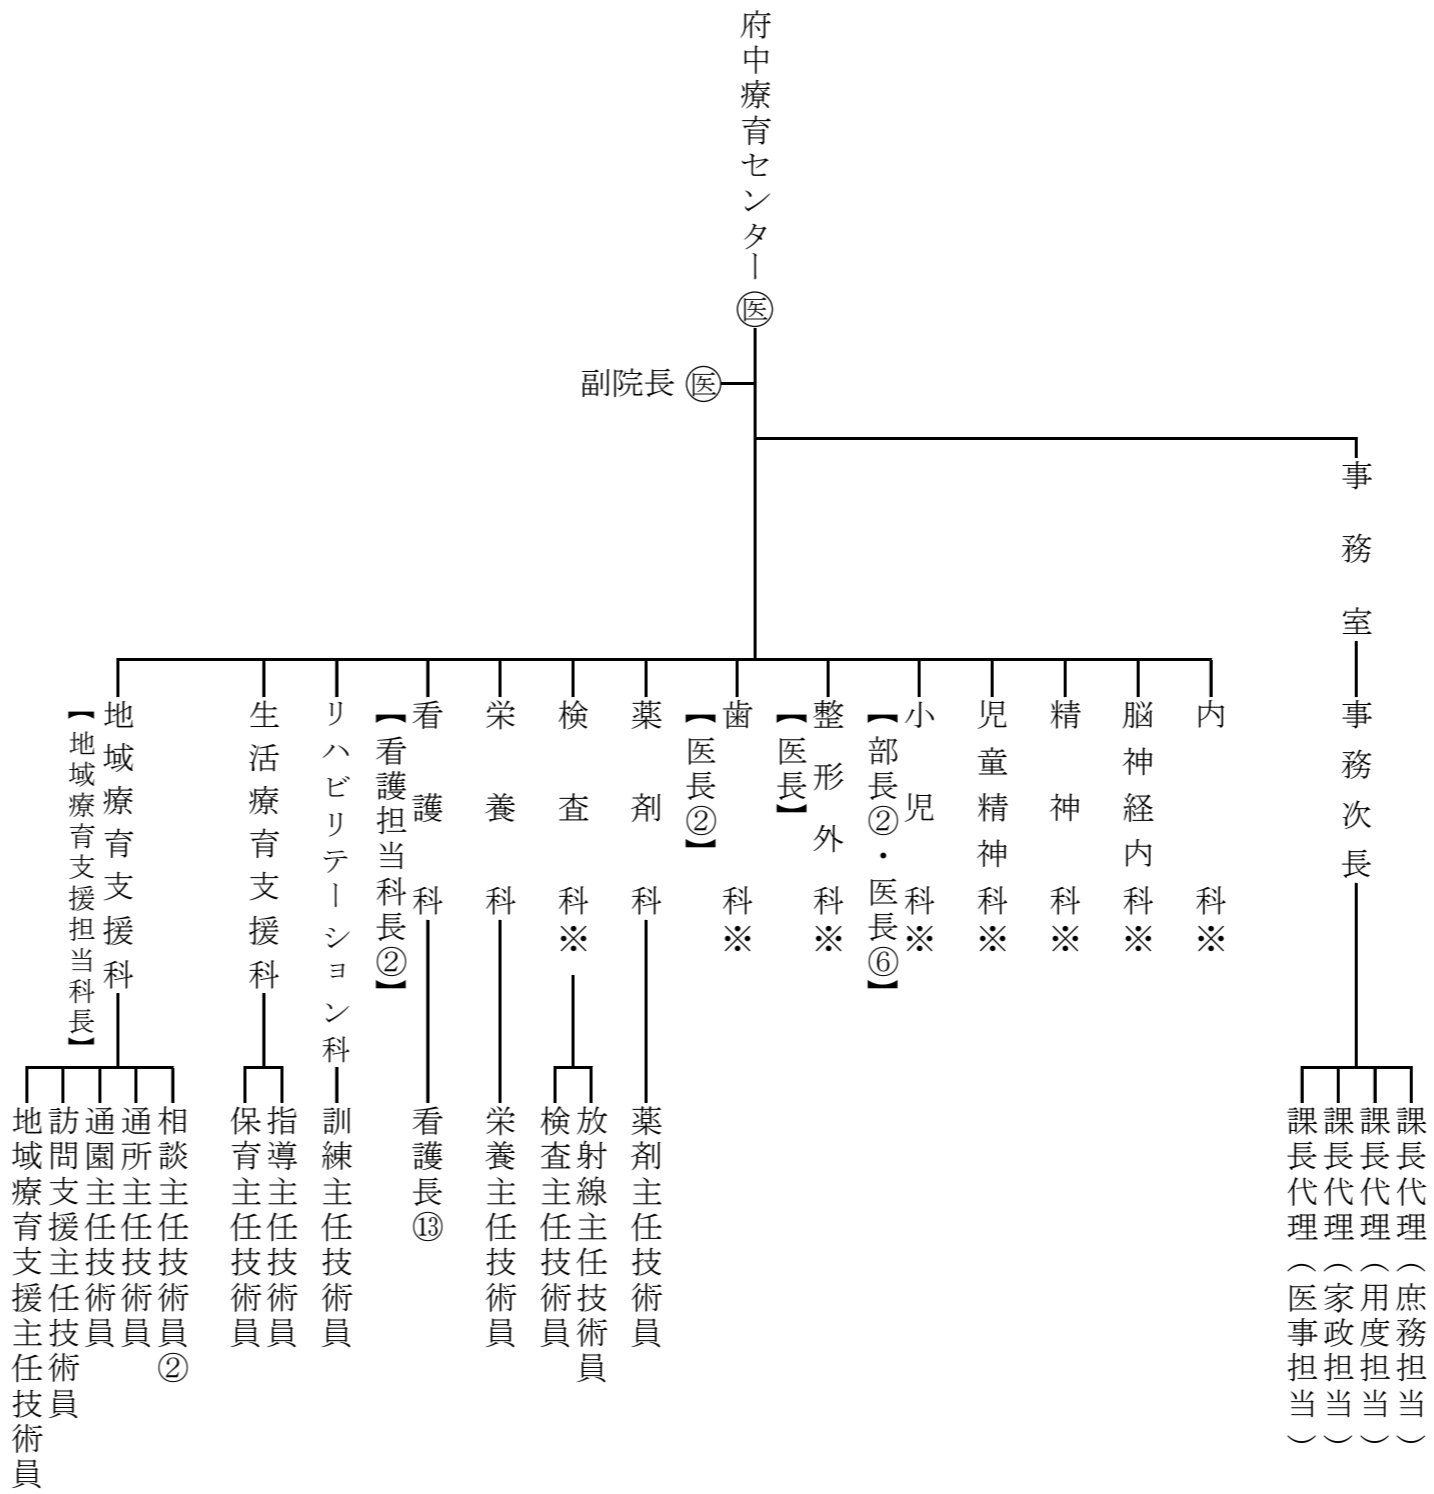 府中療育センター㊩
副院長㊩
事務室
事務次長
課長代理（庶務担当）
課長代理（用度担当）
課長代理（家政担当）
課長代理（医事担当）
内科※
脳神経内科※
精神科※
児童精神科※
小児科※
【部長②・医長⑥】
整形外科※
【医長】
歯科※
【医長②】
薬剤科
薬剤主任技術員
検査科※
放射線主任技術員
検査主任技術員
栄養科
栄養主任技術員
看護科
【看護担当科長②】
看護長⑬
リハビリテーション科
訓練主任技術員
生活療育支援科
指導主任技術員
保育主任技術員
地域療育支援科
【地域療育支援担当科長】
相談主任技術員②
通所主任技術員
通園主任技術員
訪問支援主任技術員
地域療育支援主任技術員